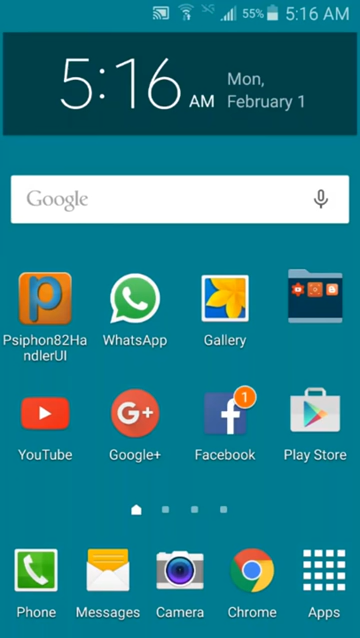 55% 5:16 AM
5:16 AM
Mon,
February 1
Google
Psiphon82Ha
ndlerUI
WhatsApp
Gallery
1
YouTube
Google+
Facebook
Play Store
Phone
Messages
Camera
Chrome
Apps